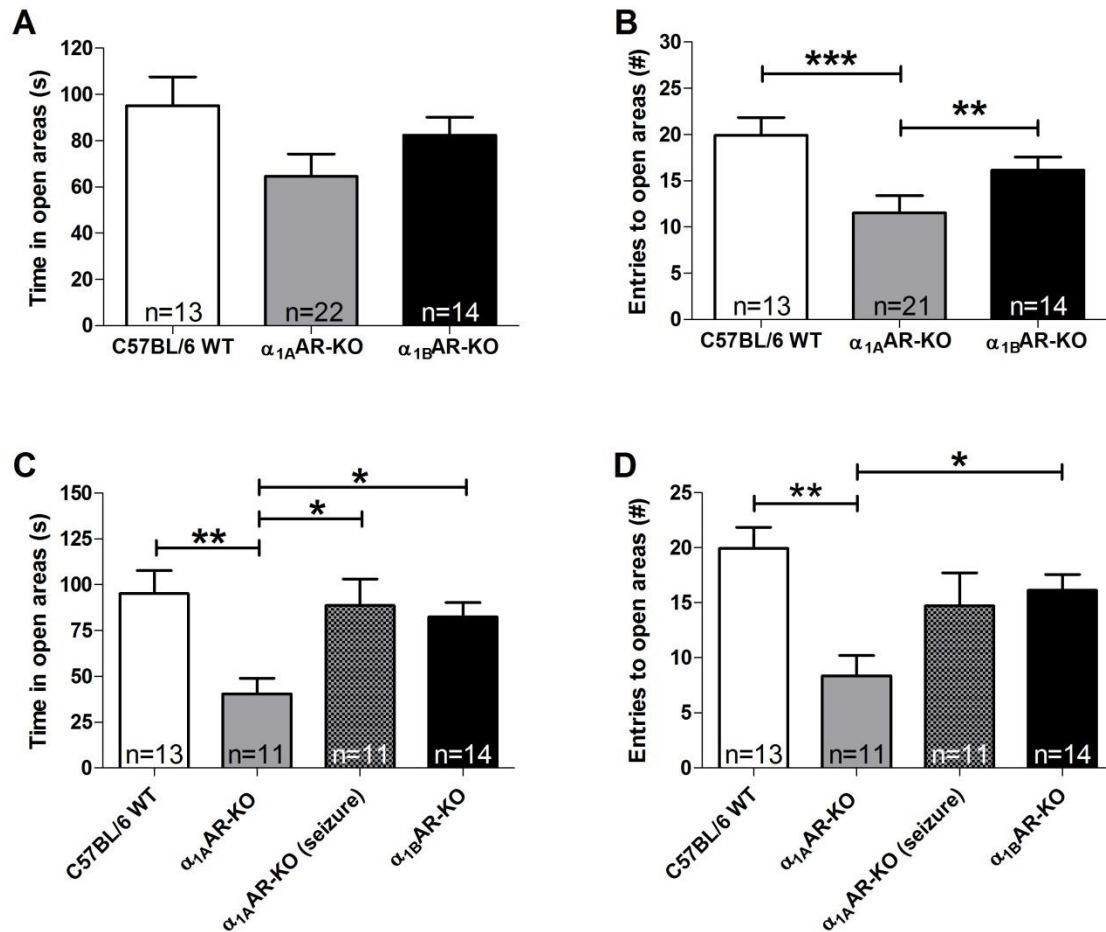 A
Time in open areas (s)
120
100
80
60
40
20
0
n=13
n=22
n=14
C57BL/6 WT
α1AAR-KO
α1BAR-KO
B
Entries to open areas (#)
30
25
20
15
10
5
0
***
**
n=13
n=21
n=14
C57BL/6 WT
α1AAR-KO
α1BAR-KO
C
Time in open areas (s)
150
125
100
75
50
25
0
*
*
**
n=13
n=11
n=11
n=14
C57BL/6 WT
α1AAR-KO
α1AAR-KO (seizure)
α1BAR-KO
D
Entries to open areas (#)
25
20
15
10
5
0
*
**
n=13
n=11
n=11
n=14
C57BL/6 WT
α1AAR-KO
α1AAR-KO (seizure)
α1BAR-KO